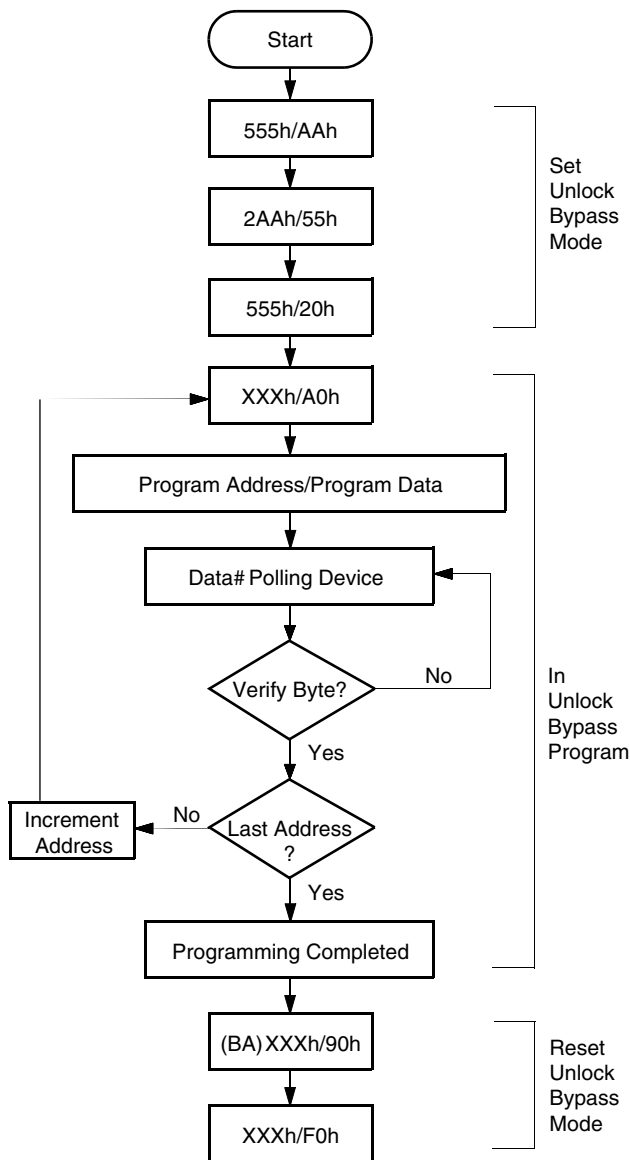 Start
555h/AAh
2AAh/55h
555h/20h
Set
Unlock
Bypass
Mode
XXXh/A0h
Program Address/Program Data
Data# Polling Device
Verify Byte?
No
Yes
In
Unlock
Bypass
Program
Increment
Address
No
Last Address
?
Yes
Programming Completed
(BA) XXXh/90h
XXXh/F0h
Reset
Unlock
Bypass
Mode